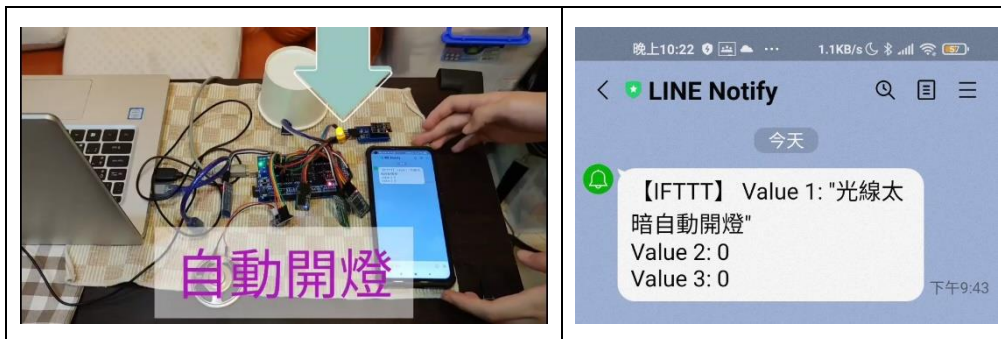 自動開燈
晚上10:22
1.1KB/s
57
LINE Notify
今天
【IFTTT】 Value 1: "光線太
暗自動開燈"
Value 2: 0
Value 3: 0
下午9:43